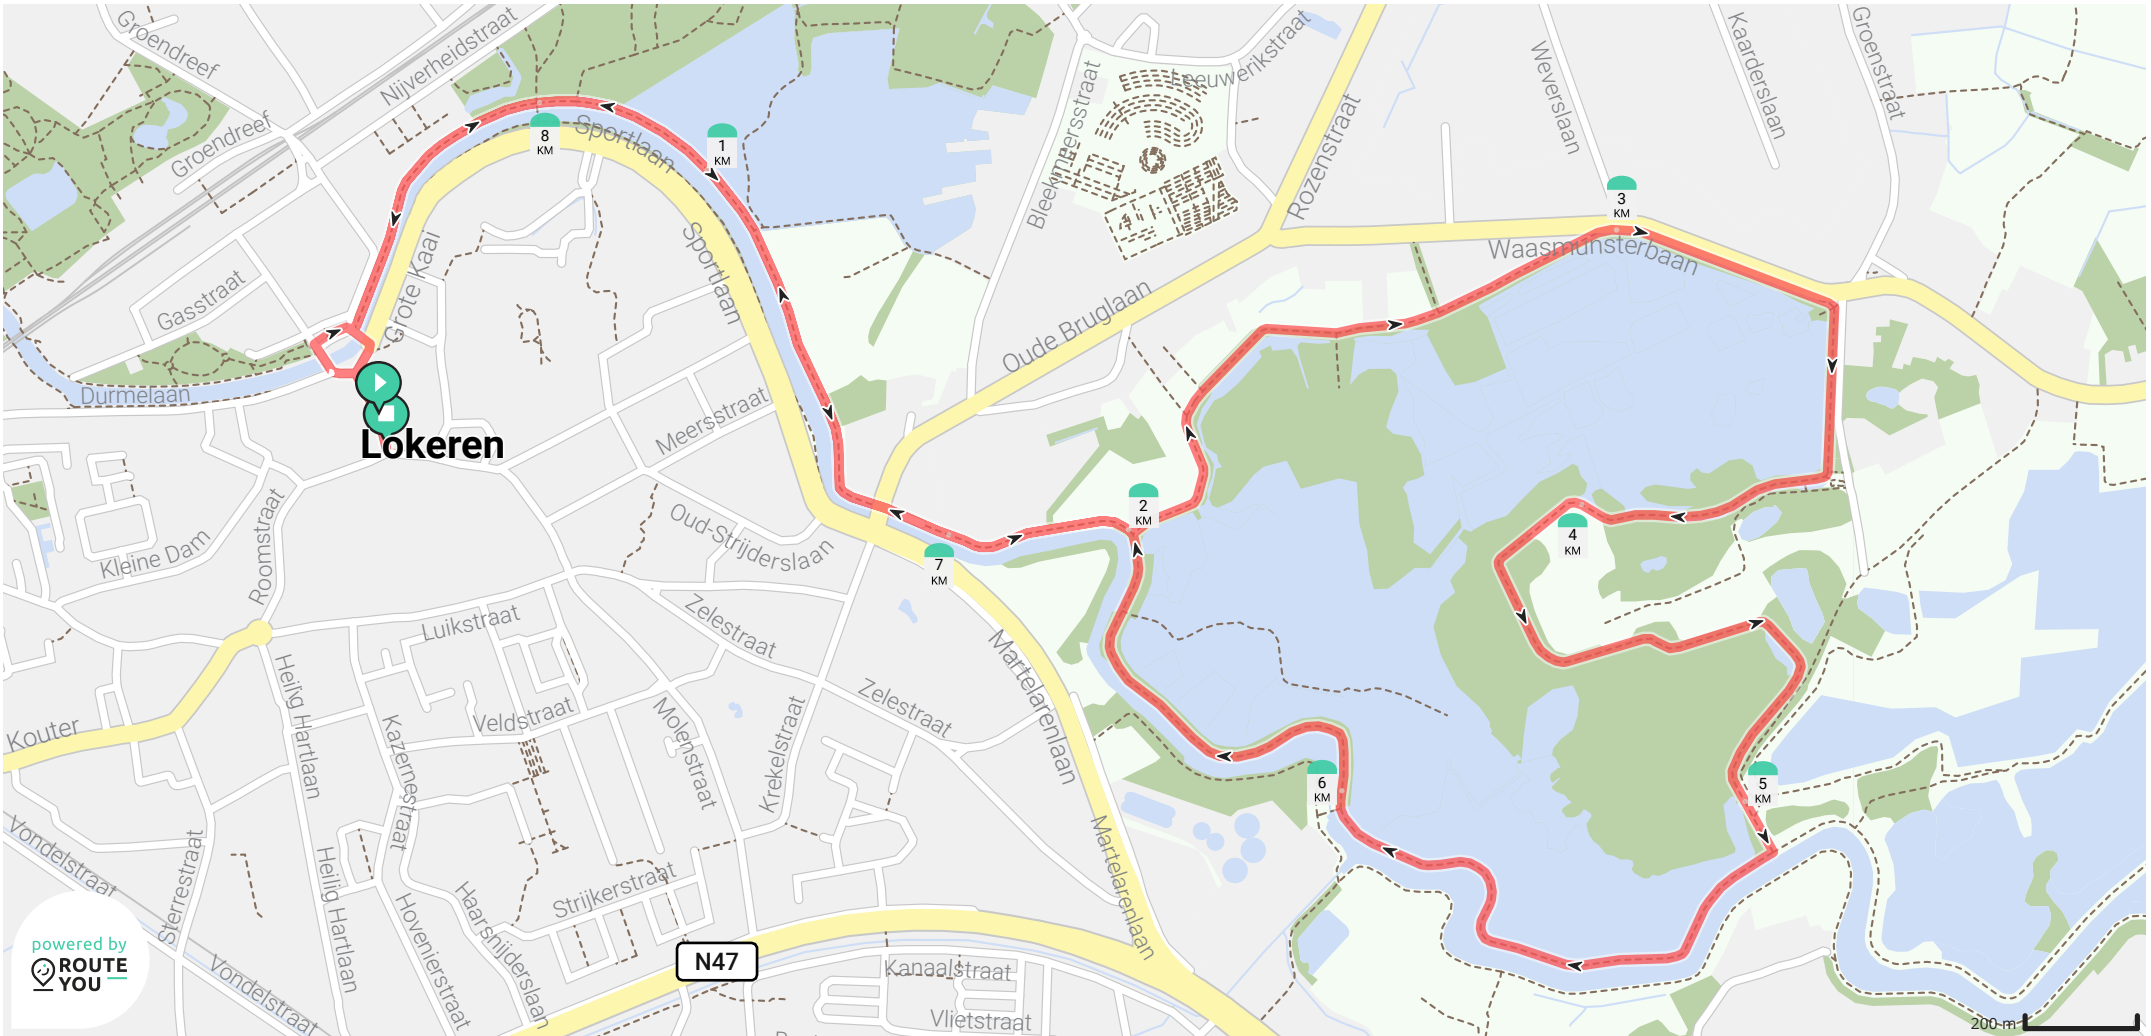 Groendreef
Nijverheidstraat
Groendreef
Leeuwerikstraat
Weverslaan
Kaarderslaan
Groenstraat
8
KM
Sportlaan
1
KM
Bleekmeersstraat
Rozenstraat
3
KM
Waasmunsterbaan
Sportlaan
Grote Kaai
Gasstraat
Oude Bruglaan
Durmelaan
Lokeren
Meersstraat
2
KM
4
KM
Oud-Strijderslaan
Kleine Dam
Roomstraat
7
KM
Zelestraat
Luikstraat
Martelarenlaan
Heilig Hartlaan
Zelestraat
Veldstraat
Molenstraat
Krekelstraat
Kouter
Kazernestraat
6
KM
5
KM
Vondelstraat
Sterrestraat
Heilig Hartlaan
Hovenierstraat
Haarsnijderslaan
Strijkerstraat
Martelarenlaan
N47
Kanaalstraat
Vlietstraat
Vondelstraat
powered by
ROUTE
YOU
200 m